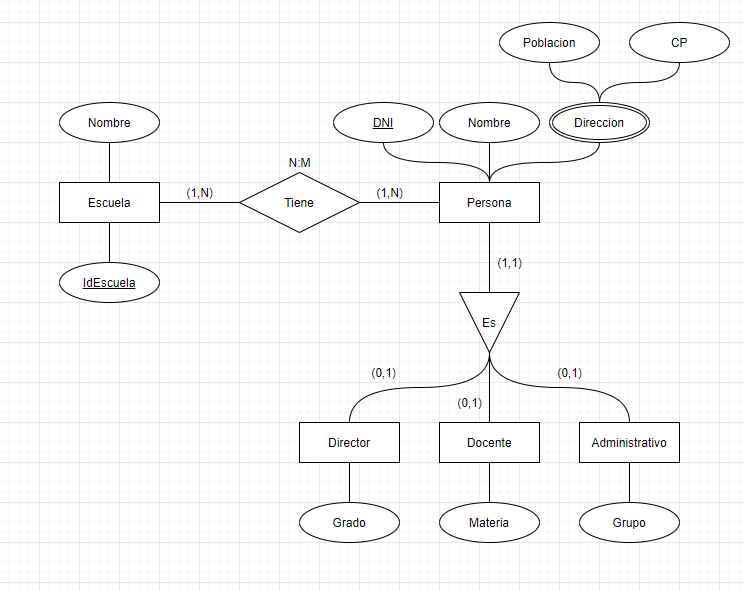 Poblacion
CP
Nombre
DNI
Nombre
Direccion
N:M
Escuela
(1,N)
Tiene
(1,N)
Persona
(1,1)
IdEscuela
Es
(0,1)
(0,1)
(0,1)
Director
Docente
Administrativo
Grado
Materia
Grupo